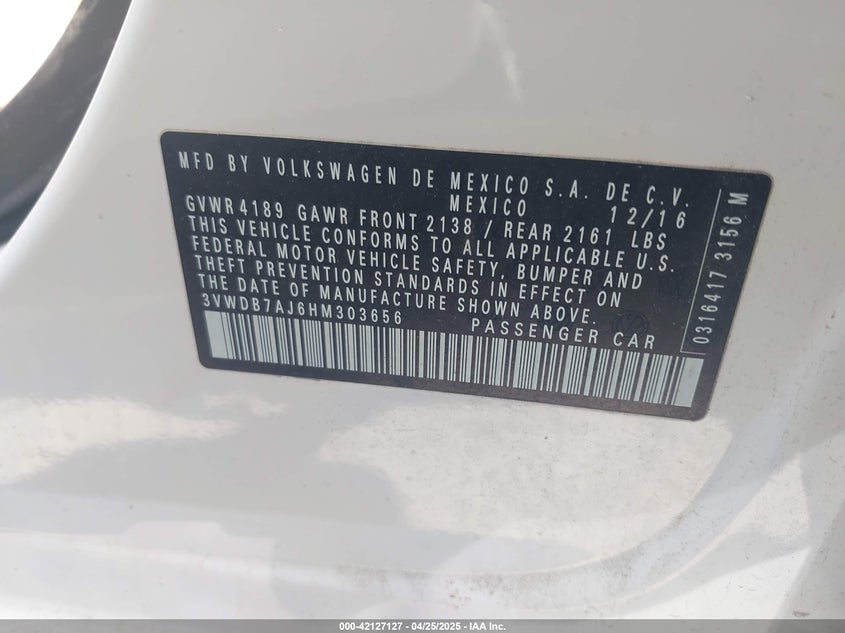 MFD BY VOLKSWAGEN DE MEXICO S.A. DE C.V.
MEXICO 12/16
GVWR 4189 GAWR FRONT 2138 / REAR 2161 LBS
THIS VEHICLE CONFORMS TO ALL APPLICABLE U.S.
FEDERAL MOTOR VEHICLE SAFETY, BUMPER AND
THEFT PREVENTION STANDARDS IN EFFECT ON
THE DATE OF MANUFACTURE SHOWN ABOVE.
3VWDB7AJ6HM303656 PASSENGER CAR
0316417 3156 M
000-42127127 - 04/25/2025 - IAA Inc.